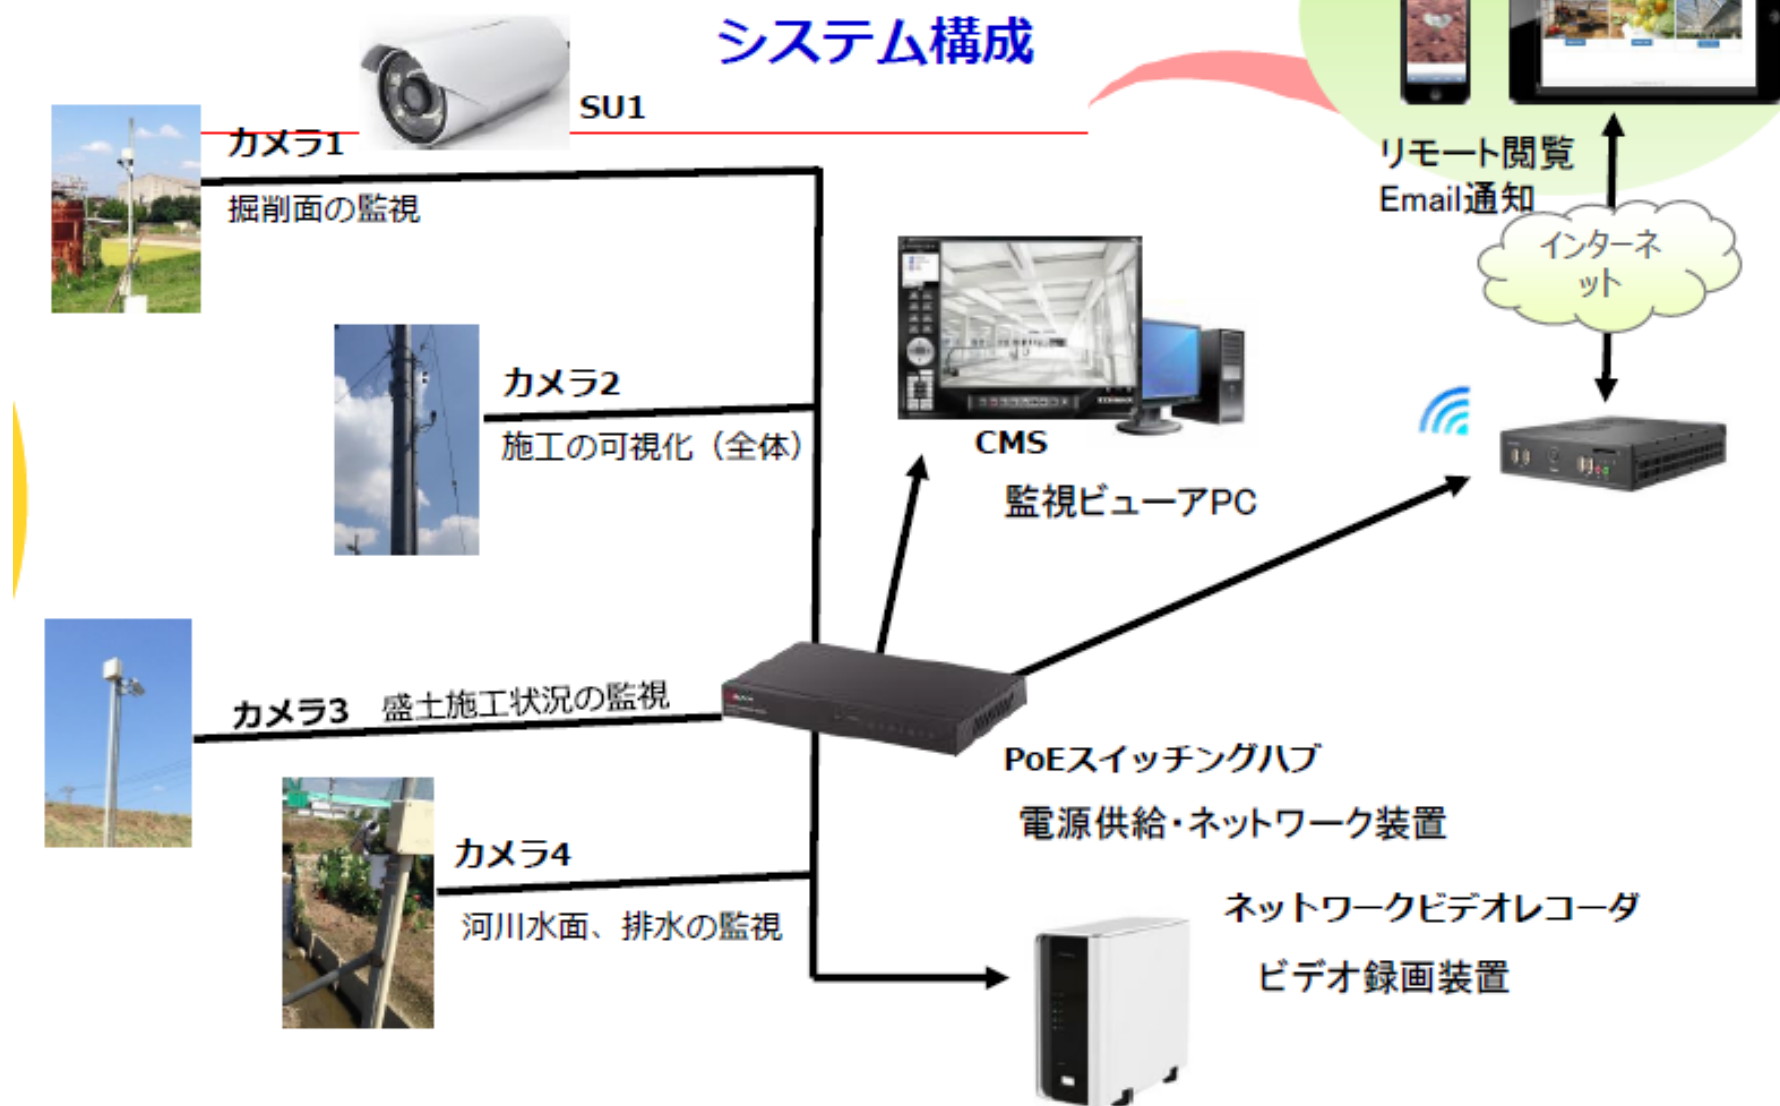 システム構成
SU1
カメラ1
掘削面の監視
リモート閲覧
Email通知
インターネ
ット
カメラ2
施工の可視化（全体）
CMS
監視ビューアPC
カメラ3 盛土施工状況の監視
PoEスイッチングハブ
電源供給・ネットワーク装置
カメラ4
河川水面、排水の監視
ネットワークビデオレコーダ
ビデオ録画装置